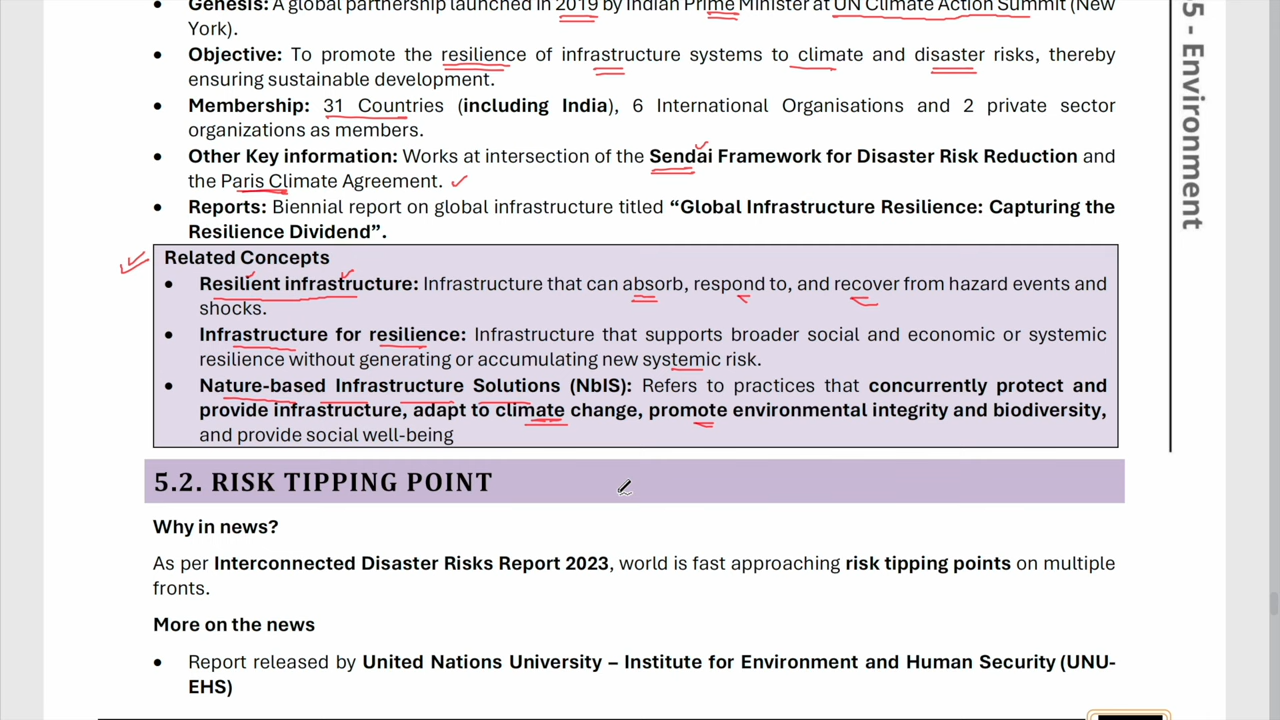 Genesis: A global partnership launched in 2019 by Indian Prime Minister at UN Climate Action Summit (New
York).
• Objective: To promote the resilience of infrastructure systems to climate and disaster risks, thereby
ensuring sustainable development.
• Membership: 31 Countries (including India), 6 International Organisations and 2 private sector
organizations as members.
• Other Key information: Works at intersection of the Sendai Framework for Disaster Risk Reduction and
the Paris Climate Agreement.
• Reports: Biennial report on global infrastructure titled “Global Infrastructure Resilience: Capturing the
Resilience Dividend”.
Related Concepts
• Resilient infrastructure: Infrastructure that can absorb, respond to, and recover from hazard events and
shocks.
• Infrastructure for resilience: Infrastructure that supports broader social and economic or systemic
resilience without generating or accumulating new systemic risk.
• Nature-based Infrastructure Solutions (NbIS): Refers to practices that concurrently protect and
provide infrastructure, adapt to climate change, promote environmental integrity and biodiversity,
and provide social well-being
5.2. RISK TIPPING POINT
Why in news?
As per Interconnected Disaster Risks Report 2023, world is fast approaching risk tipping points on multiple
fronts.
More on the news
• Report released by United Nations University – Institute for Environment and Human Security (UNU-
EHS)
5 - Environment